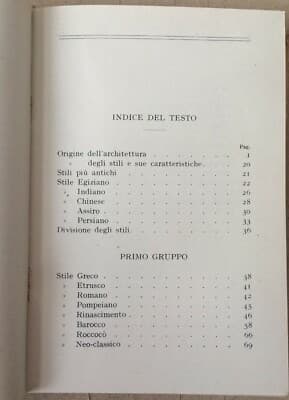 INDICE DEL TESTO
Pag.
Origine dell'architettura . . . . . . . . 1
» degli stili e sue caratteristiche . . . 20
Stili più antichi . . . . . . . . . . . 21
Stile Egiziano . . . . . . . . . . . 22
» Indiano . . . . . . . . . . . 26
» Chinese . . . . . . . . . . . 28
» Assiro . . . . . . . . . . . 30
» Persiano . . . . . . . . . . . 33
Divisione degli stili . . . . . . . . . . 36
PRIMO GRUPPO
Stile Greco . . . . . . . . . . . 38
» Etrusco . . . . . . . . . . . 41
» Romano . . . . . . . . . . . 42
» Pompeiano . . . . . . . . . . 43
» Rinascimento . . . . . . . . . . 46
» Barocco . . . . . . . . . . . 38
» Roccocò . . . . . . . . . . . 66
» Neo-classico . . . . . . . . . . 69